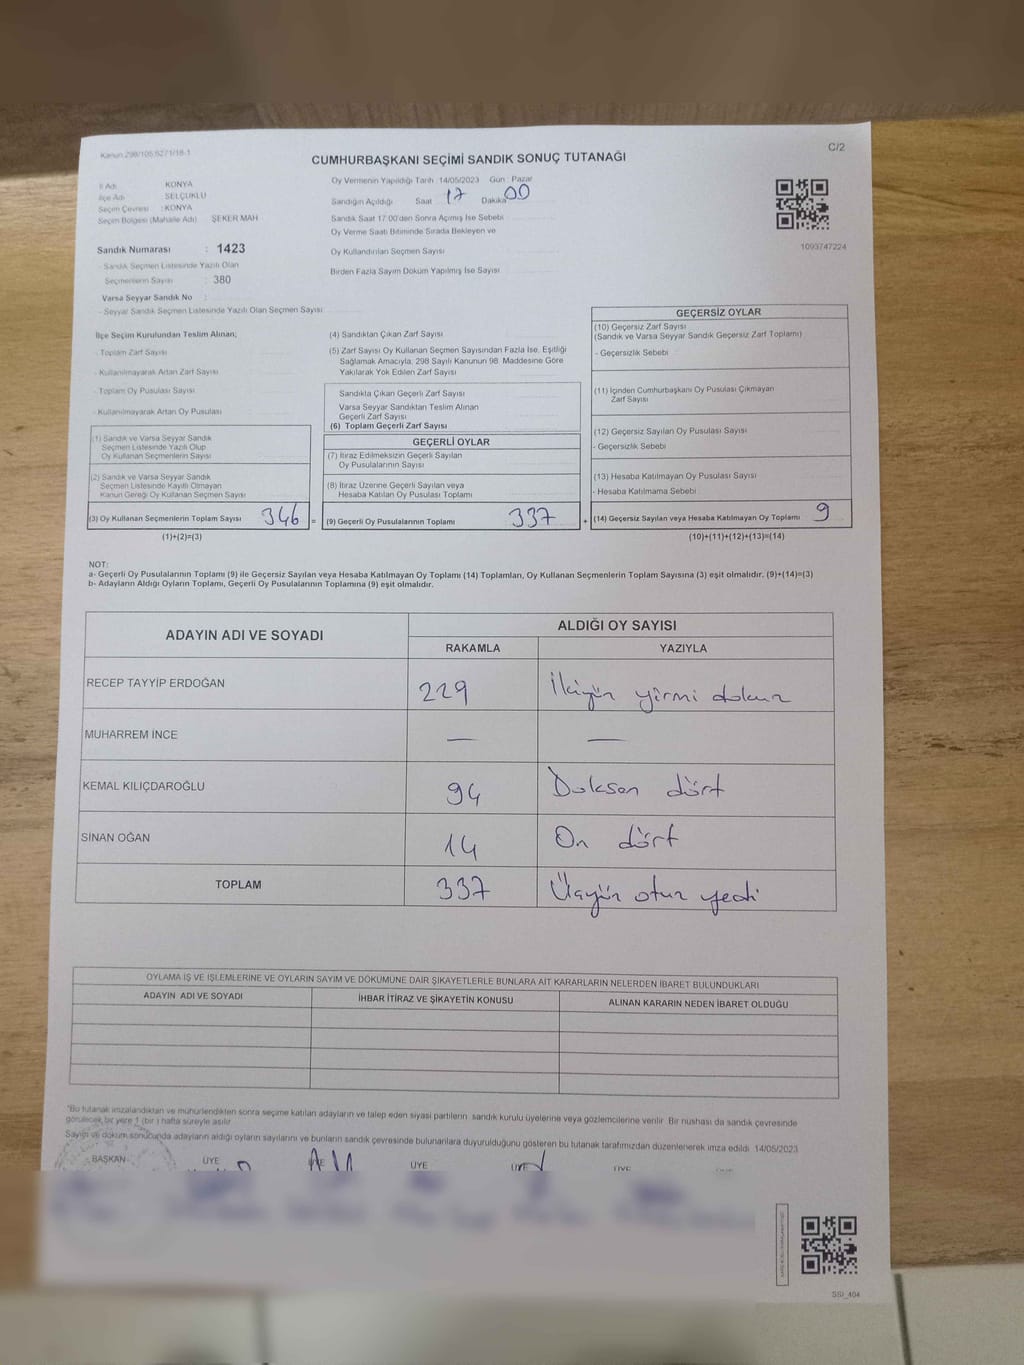 Kanun 298/105,6271/18-1
C/2
CUMHURBAŞKANI SEÇİMİ SANDIK SONUÇ TUTANAĞI
İl Adı KONYA
İlçe Adı SELÇUKLU
Seçim Çevresi : KONYA
Seçim Bölgesi (Mahalle Adı) ŞEKER MAH
Sandık Numarası : 1423
- Sandık Seçmen Listesinde Yazılı Olan
Seçmenlerin Sayısı : 380
Varsa Seyyar Sandık No :
- Seyyar Sandık Seçmen Listesinde Yazılı Olan Seçmen Sayısı
Oy Vermenin Yapıldığı Tarih 14/05/2023 Gün : Pazar
Sandığın Açıldığı Saat 17 Dakika 00
Sandık Saat 17:00'den Sonra Açımış İse Sebebi
Oy Verme Saati Bitiminde Sırada Bekleyen ve
Oy Kullandırılan Seçmen Sayısı
Birden Fazla Sayım Döküm Yapılmış İse Sayısı
1093747224
İlçe Seçim Kurulundan Teslim Alınan;
- Toplam Zarf Sayısı
- Kullanılmayarak Artan Zarf Sayısı
- Toplam Oy Pusulası Sayısı
- Kullanılmayarak Artan Oy Pusulası
(1) Sandık ve Varsa Seyyar Sandık
Seçmen Listesinde Yazılı Olup
Oy Kullanan Seçmenlerin Sayısı
(2) Sandık ve Varsa Seyyar Sandık
Seçmen Listesinde Kayıtlı Olmayan
Kanun Gereği Oy Kullanan Seçmen Sayısı
(3) Oy Kullanan Seçmenlerin Toplam Sayısı 346 =
(1)+(2)=(3)
(4) Sandıktan Çıkan Zarf Sayısı
(5) Zarf Sayısı Oy Kullanan Seçmen Sayısından Fazla İse, Eşitliği
Sağlamak Amacıyla, 298 Sayılı Kanunun 98. Maddesine Göre
Yakılarak Yok Edilen Zarf Sayısı
Sandıkta Çıkan Geçerli Zarf Sayısı
Varsa Seyyar Sandıktan Teslim Alınan
Geçerli Zarf Sayısı
(6) Toplam Geçerli Zarf Sayısı
GEÇERLİ OYLAR
(7) İtiraz Edilmeksizin Geçerli Sayılan
Oy Pusulalarının Sayısı
(8) İtiraz Üzerine Geçerli Sayılan veya
Hesaba Katılan Oy Pusulası Toplamı
(9) Geçerli Oy Pusulalarının Toplamı 337 +
GEÇERSİZ OYLAR
(10) Geçersiz Zarf Sayısı
(Sandık ve Varsa Seyyar Sandık Geçersiz Zarf Toplamı)
- Geçersizlik Sebebi
(11) İçinden Cumhurbaşkanı Oy Pusulası Çıkmayan
Zarf Sayısı
(12) Geçersiz Sayılan Oy Pusulası Sayısı
- Geçersizlik Sebebi
(13) Hesaba Katılmayan Oy Pusulası Sayısı
- Hesaba Katılmama Sebebi
(14) Geçersiz Sayılan veya Hesaba Katılmayan Oy Toplamı 9
(10)+(11)+(12)+(13)=(14)
NOT:
a- Geçerli Oy Pusulalarının Toplamı (9) ile Geçersiz Sayılan veya Hesaba Katılmayan Oy Toplamı (14) Toplamları, Oy Kullanan Seçmenlerin Toplam Sayısına (3) eşit olmalıdır. (9)+(14)=(3)
b- Adayların Aldığı Oyların Toplamı, Geçerli Oy Pusulalarının Toplamına (9) eşit olmalıdır.
ADAYIN ADI VE SOYADI ALDIĞI OY SAYISI
RAKAMLA YAZIYLA
RECEP TAYYİP ERDOĞAN 229 İkiyüz yirmi dokuz
MUHARREM İNCE — —
KEMAL KILIÇDAROĞLU 94 Doksan dört
SİNAN OĞAN 14 On dört
TOPLAM 337 Üçyüz otuz yedi
OYLAMA İŞ VE İŞLEMLERİNE VE OYLARIN SAYIM VE DÖKÜMÜNE DAİR ŞİKAYETLERLE BUNLARA AİT KARARLARIN NELERDEN İBARET BULUNDUKLARI
ADAYIN ADI VE SOYADI İHBAR İTİRAZ VE ŞİKAYETİN KONUSU ALINAN KARARIN NEDEN İBARET OLDUĞU
"Bu tutanak imzalandıktan ve mühürlendikten sonra seçime katılan adayların ve talep eden siyasi partilerin sandık kurulu üyelerine veya gözlemcilerine verilir. Bir nushası da sandık çevresinde
görülecek bir yere 1 (bir) hafta süreyle asılır
Sayım ve döküm sonucunda adayların aldığı oyların sayılarını ve bunların sandık çevresinde bulunanlara duyurulduğunu gösteren bu tutanak tarafımızdan düzenlenerek imza edildi 14/05/2023
BAŞKAN ÜYE ÜYE ÜYE ÜYE ÜYE
SSI_404